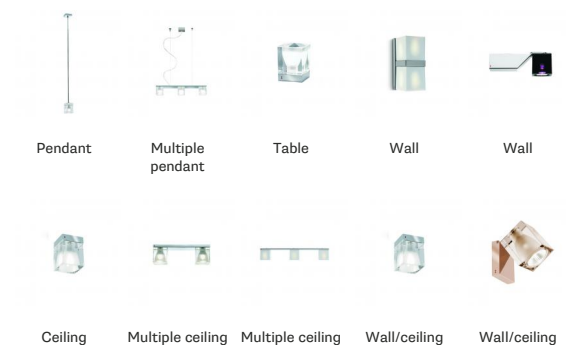 Pendant
Multiple pendant
Table
Wall
Wall
Ceiling
Multiple ceiling
Multiple ceiling
Wall/ceiling
Wall/ceiling